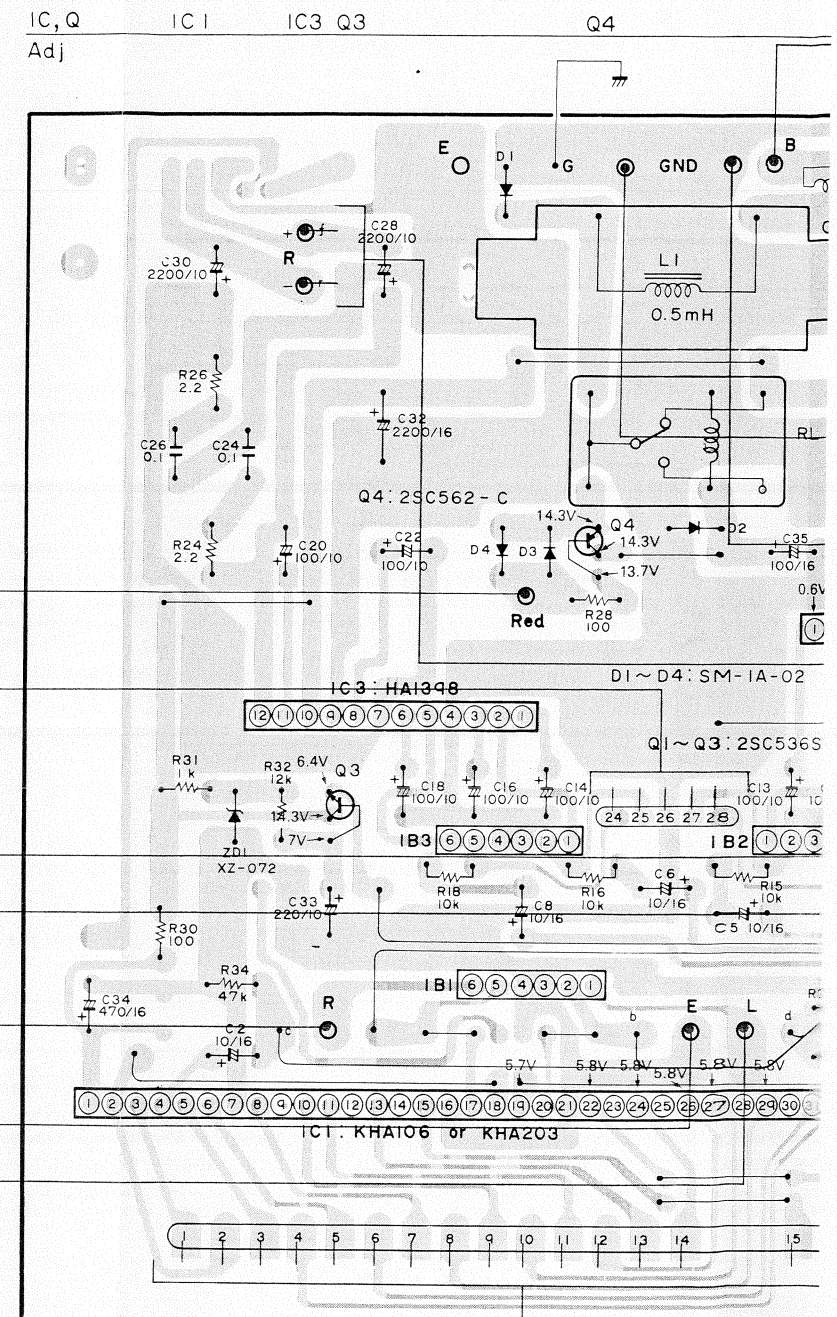 IC, Q IC1 IC3 Q3 Q4
Adj
E D1 G GND B
C28
2200/10
+
R
-
C30
2200/10
L1
0.5mH
R26
2.2
C32
2200/16
C26
0.1
C24
0.1
RL
Q4 : 2SC562-C
14.3V
Q4
14.3V
13.7V
D2
R24
2.2
C20
100/10
C22
100/10
D4 D3
C35
100/16
0.6V
Red
R28
100
1
D1~D4: SM-1A-02
IC3 : HA1398
12 11 10 9 8 7 6 5 4 3 2 1
Q1~Q3:2SC536S
R31
1k
R32
12k
6.4V
Q3
14.3V
7V
C18
100/10
C16
100/10
C14
100/10
C13
100/10
24 25 26 27 28
ZD1
XZ-072
IB3 6 5 4 3 2 1
IB2 1 2 3
R18
10k
R16
10k
C6
10/16
R15
10k
C33
220/10
C8
10/16
C5 10/16
R30
100
R34
47k
IB1 6 5 4 3 2 1
C34
470/16
C2
10/16
c
R
b
E
L
d
5.7V 5.8V 5.8V 5.8V 5.8V 5.8V
1 2 3 4 5 6 7 8 9 10 11 12 13 14 15 16 17 18 19 20 21 22 23 24 25 26 27 28 29 30 31
IC1 : KHA106 or KHA203
1 2 3 4 5 6 7 8 9 10 11 12 13 14 15